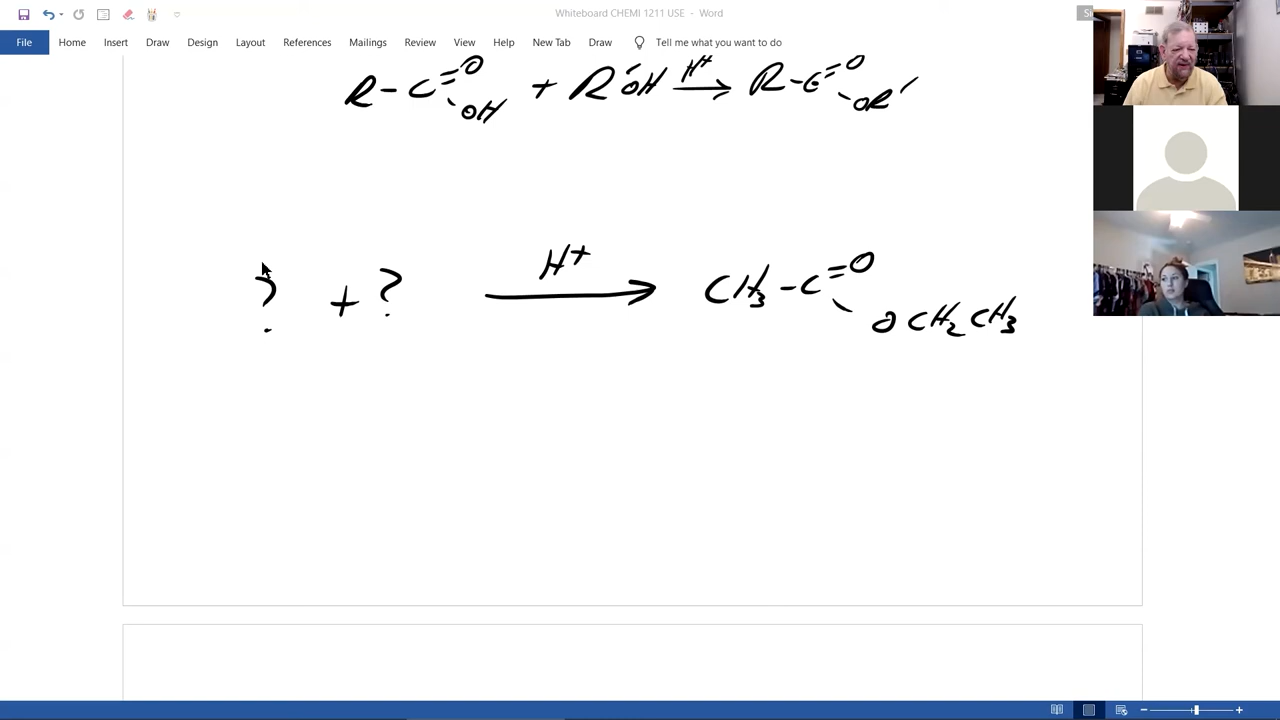 Whiteboard CHEMI 1211 USE - Word
File Home Insert Draw Design Layout References Mailings Review View Help New Tab Draw Tell me what you want to do
R-C=O
-OH
+ R'OH H+ → R-C=O
-OR'
? + ? H+ → CH3-C=O
-OCH2CH3